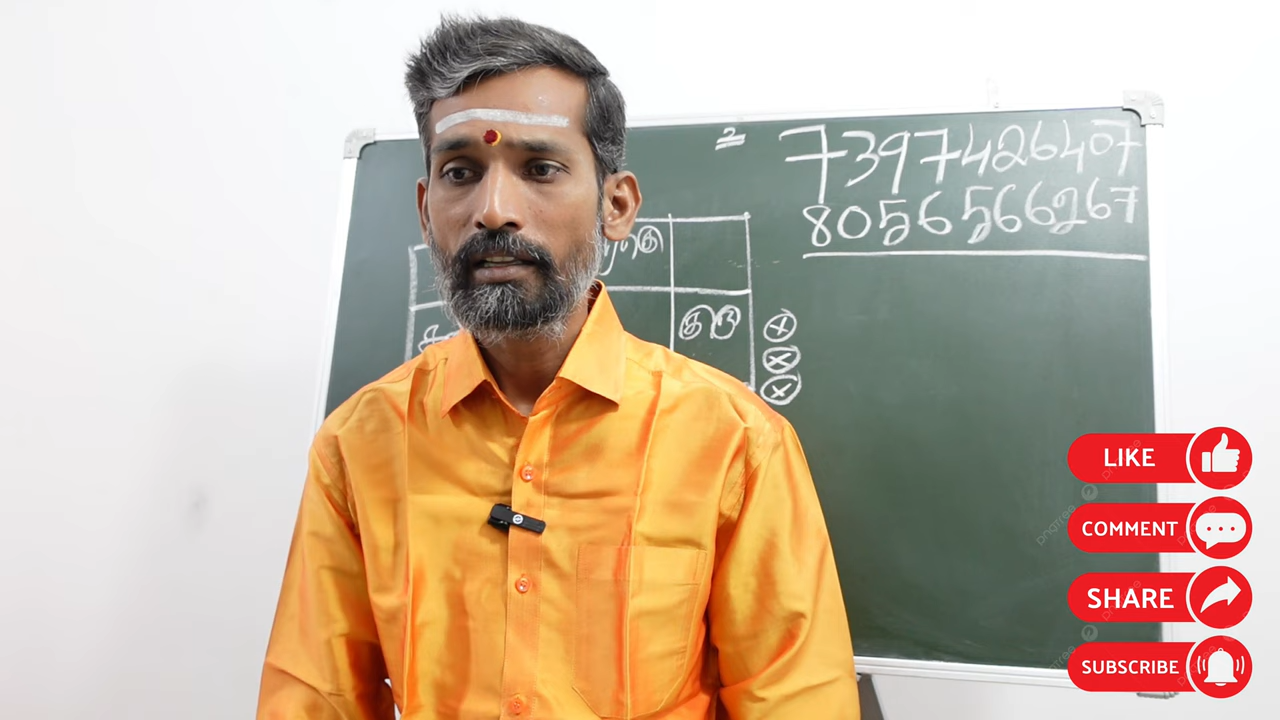 7397426407
8056566267
குரு
LIKE
COMMENT
SHARE
SUBSCRIBE